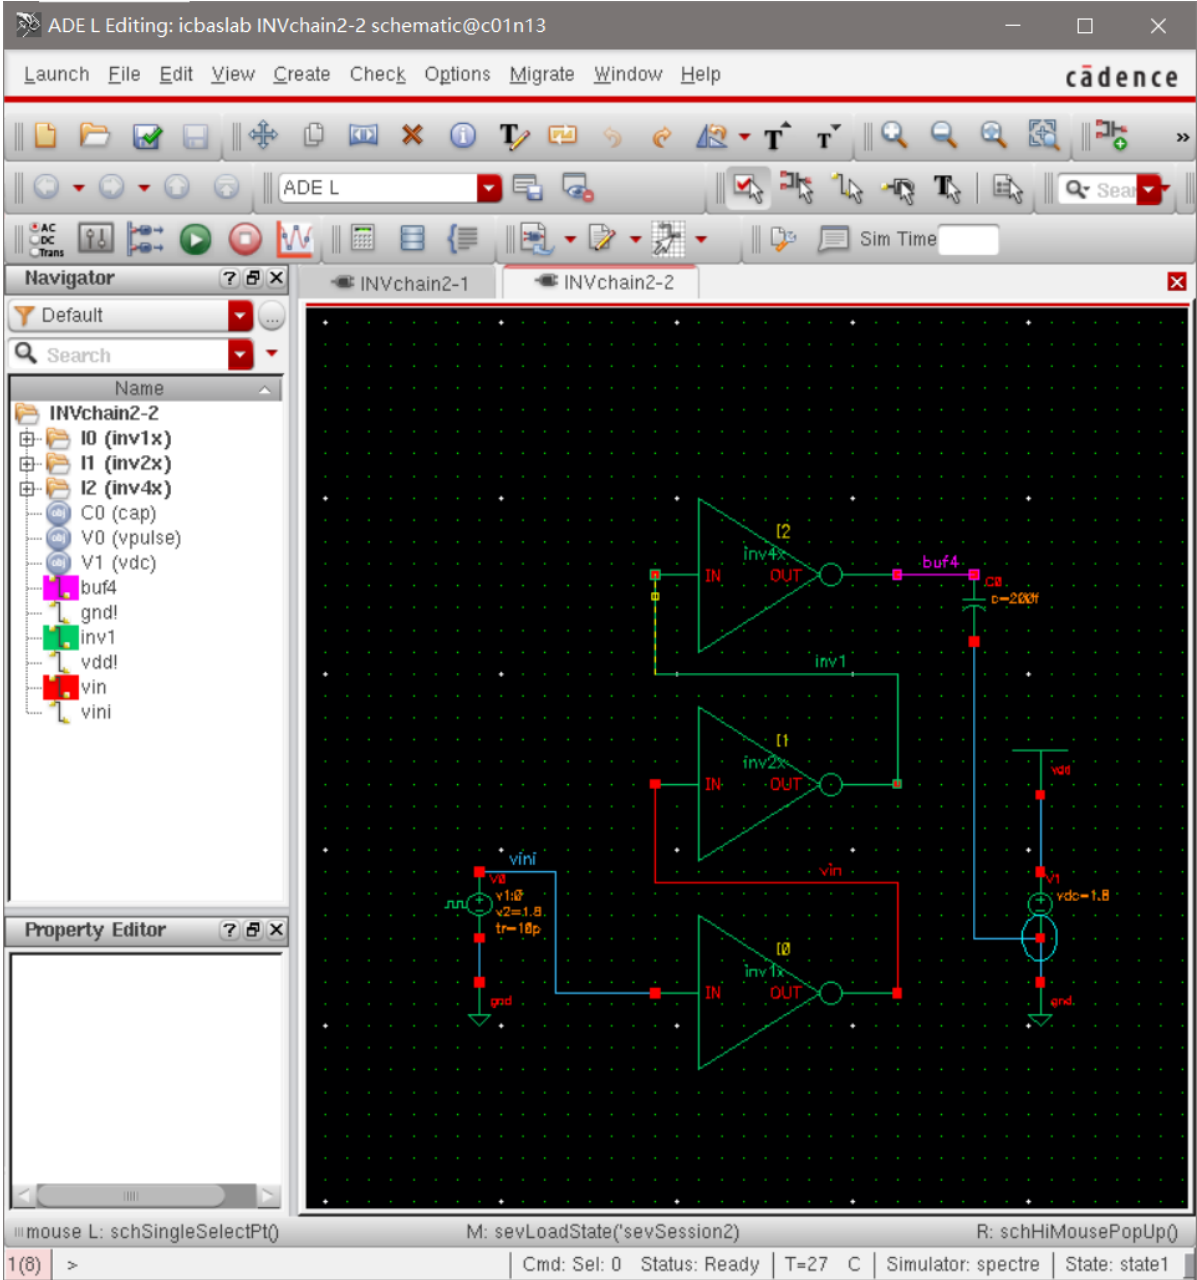 ADE L Editing: icbaslab INVchain2-2 schematic@c01n13
Launch File Edit View Create Check Options Migrate Window Help
cādence
»
ADE L
Sear
AC
DC
Trans
Sim Time
Navigator
INVchain2-1
INVchain2-2
Default
Search
Name
INVchain2-2
I0 (inv1x)
I1 (inv2x)
I2 (inv4x)
C0 (cap)
V0 (vpulse)
V1 (vdc)
buf4
gnd!
inv1
vdd!
vin
vini
Property Editor
I2
inv4x
IN
OUT
buf4
C0
c=200f
inv1
I1
inv2x
IN
OUT
vdd
vini
V0
v1:0
v2=1.8
tr=10p
gnd
vin
V1
vdc=1.8
I0
inv1x
IN
OUT
gnd
mouse L: schSingleSelectPt() M: sevLoadState('sevSession2) R: schHiMousePopUp()
1(8) > Cmd: Sel: 0 Status: Ready T=27 C Simulator: spectre State: state1